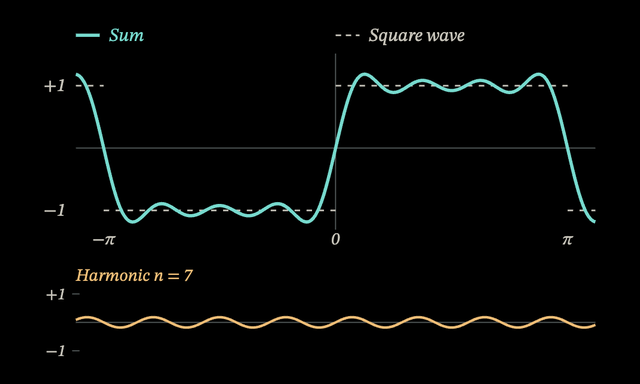 Sum
Square wave
+1
−1
−π
0
π
Harmonic n = 7
+1
−1